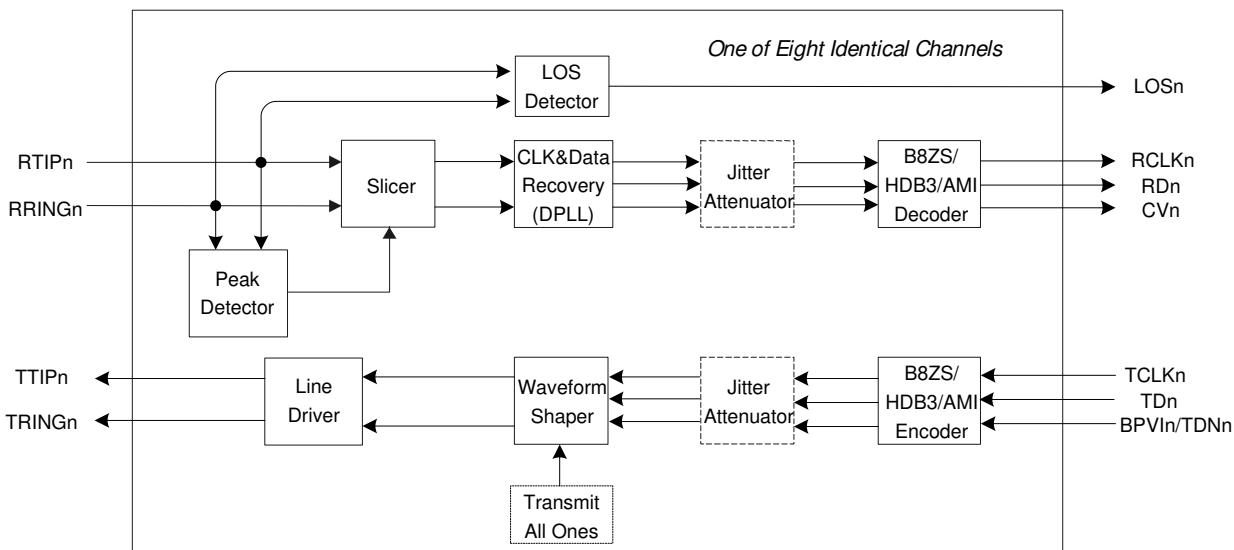 One of Eight Identical Channels
LOS
Detector
LOSn
RTIPn
RRINGn
Slicer
CLK&Data
Recovery
(DPLL)
Jitter
Attenuator
B8ZS/
HDB3/AMI
Decoder
RCLKn
RDn
CVn
Peak
Detector
TTIPn
TRINGn
Line
Driver
Waveform
Shaper
Jitter
Attenuator
B8ZS/
HDB3/AMI
Encoder
TCLKn
TDn
BPVIn/TDNn
Transmit
All Ones